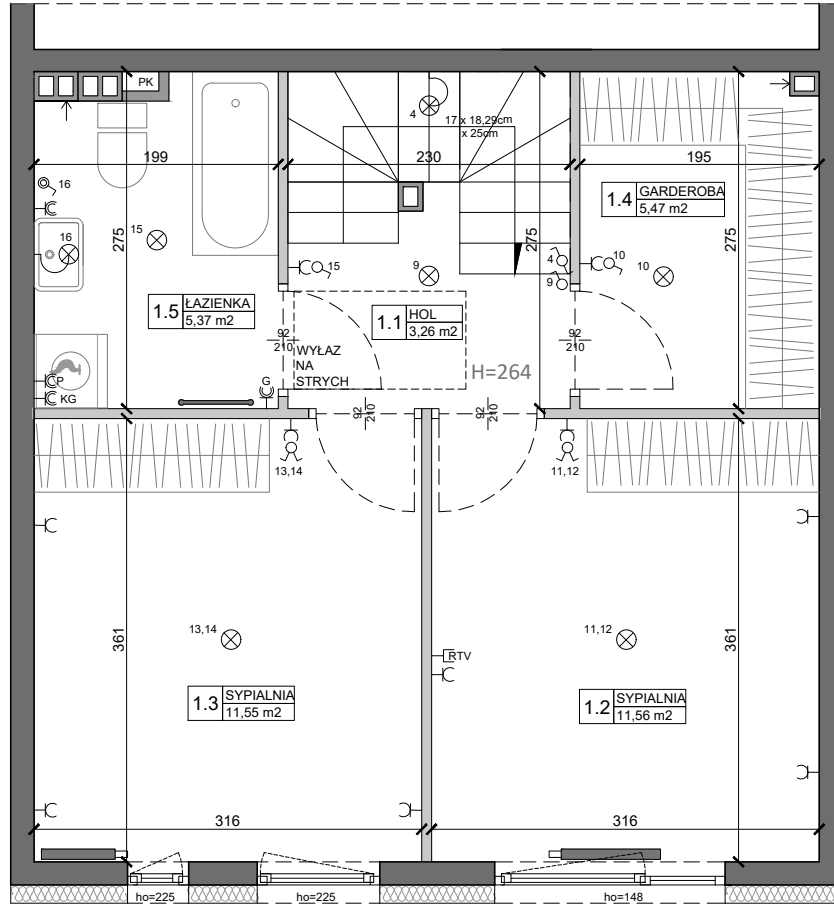 PK
4
17 x 18,29cm
x 25cm
199
230
195
16
1.4 GARDEROBA
5,47 m2
275
275
275
16
15
15
9
4
9
10
10
1.5 ŁAZIENKA
5,37 m2
1.1 HOL
3,26 m2
92
210
92
210
WYŁAZ
NA
STRYCH
H=264
P
KG
G
92
210
92
210
13,14
11,12
361
361
13,14
11,12
RTV
1.3 SYPIALNIA
11,55 m2
1.2 SYPIALNIA
11,56 m2
316
316
ho=225
ho=225
ho=148